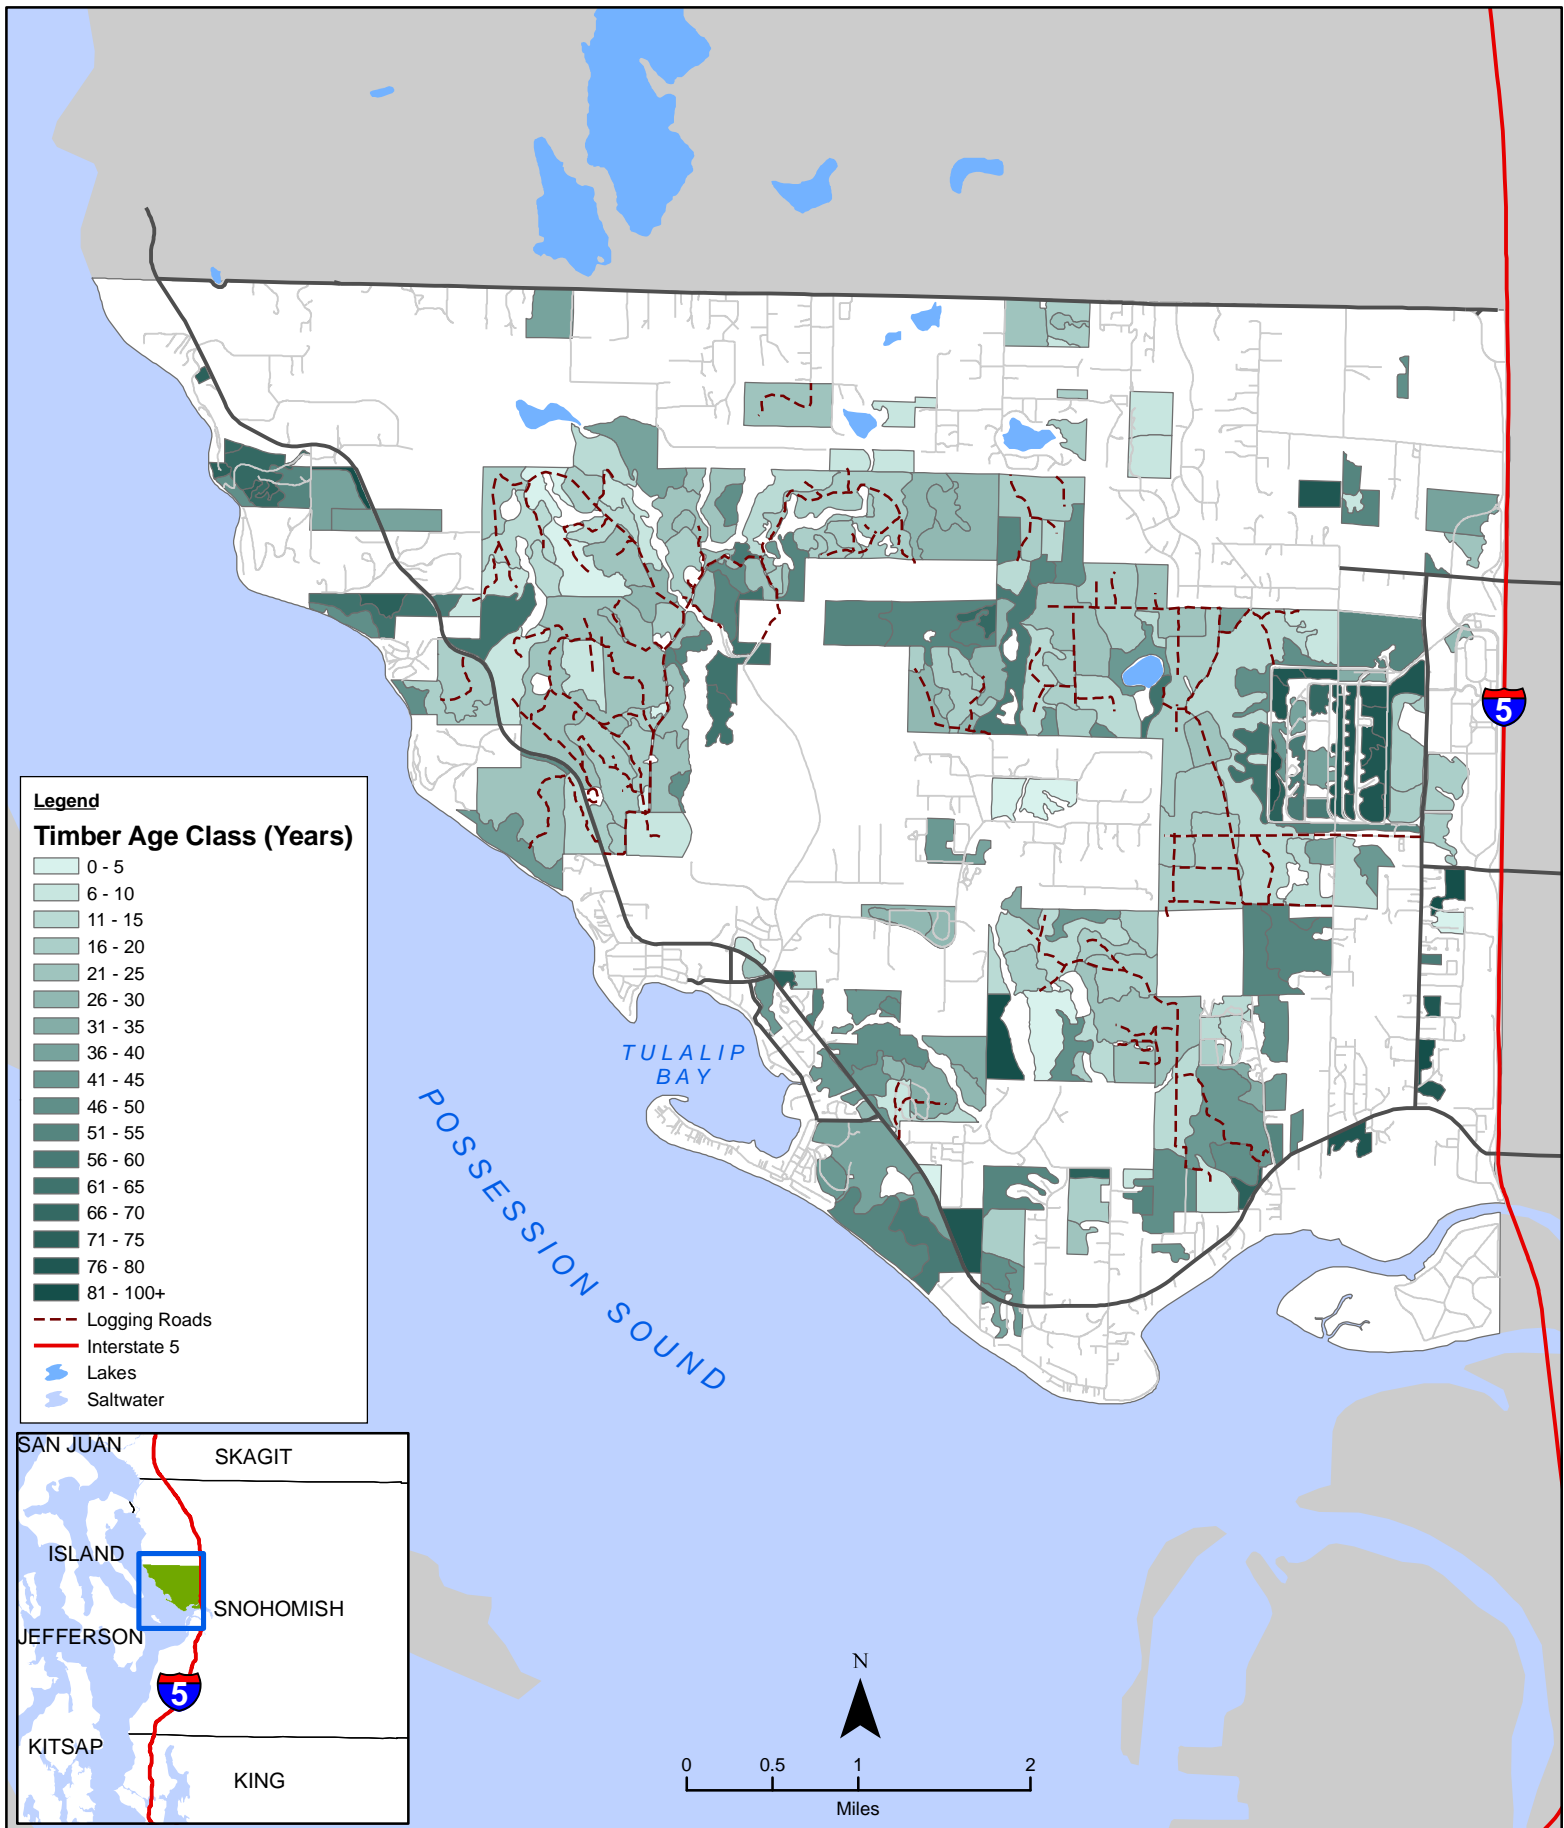 5
Legend
Timber Age Class (Years)
0 - 5
6 - 10
11 - 15
16 - 20
21 - 25
26 - 30
31 - 35
36 - 40
41 - 45
46 - 50
51 - 55
56 - 60
61 - 65
66 - 70
71 - 75
76 - 80
81 - 100+
Logging Roads
Interstate 5
Lakes
Saltwater
TULALIP
BAY
POSSESSION SOUND
SAN JUAN
SKAGIT
ISLAND
SNOHOMISH
JEFFERSON
5
KITSAP
KING
N
0 0.5 1 2
Miles